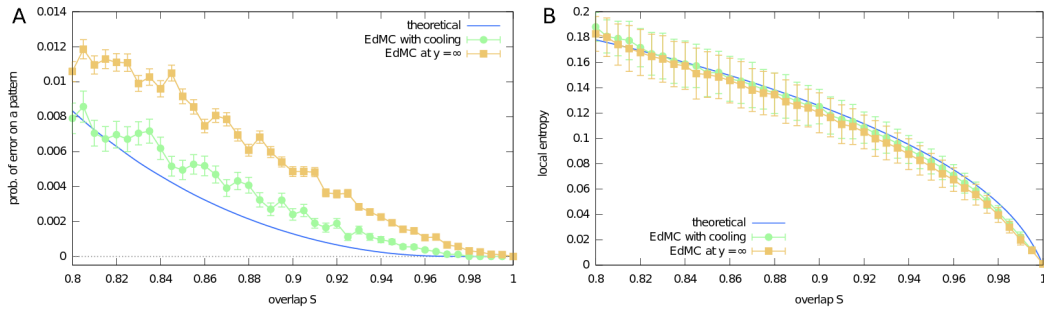 A
theoretical
EdMC with cooling
EdMC at y = ∞
prob. of error on a pattern
0.014
0.012
0.01
0.008
0.006
0.004
0.002
0
0.8 0.82 0.84 0.86 0.88 0.9 0.92 0.94 0.96 0.98 1
overlap S
B
local entropy
0.2
0.18
0.16
0.14
0.12
0.1
0.08
0.06
0.04
0.02
0
theoretical
EdMC with cooling
EdMC at y = ∞
0.8 0.82 0.84 0.86 0.88 0.9 0.92 0.94 0.96 0.98 1
overlap S